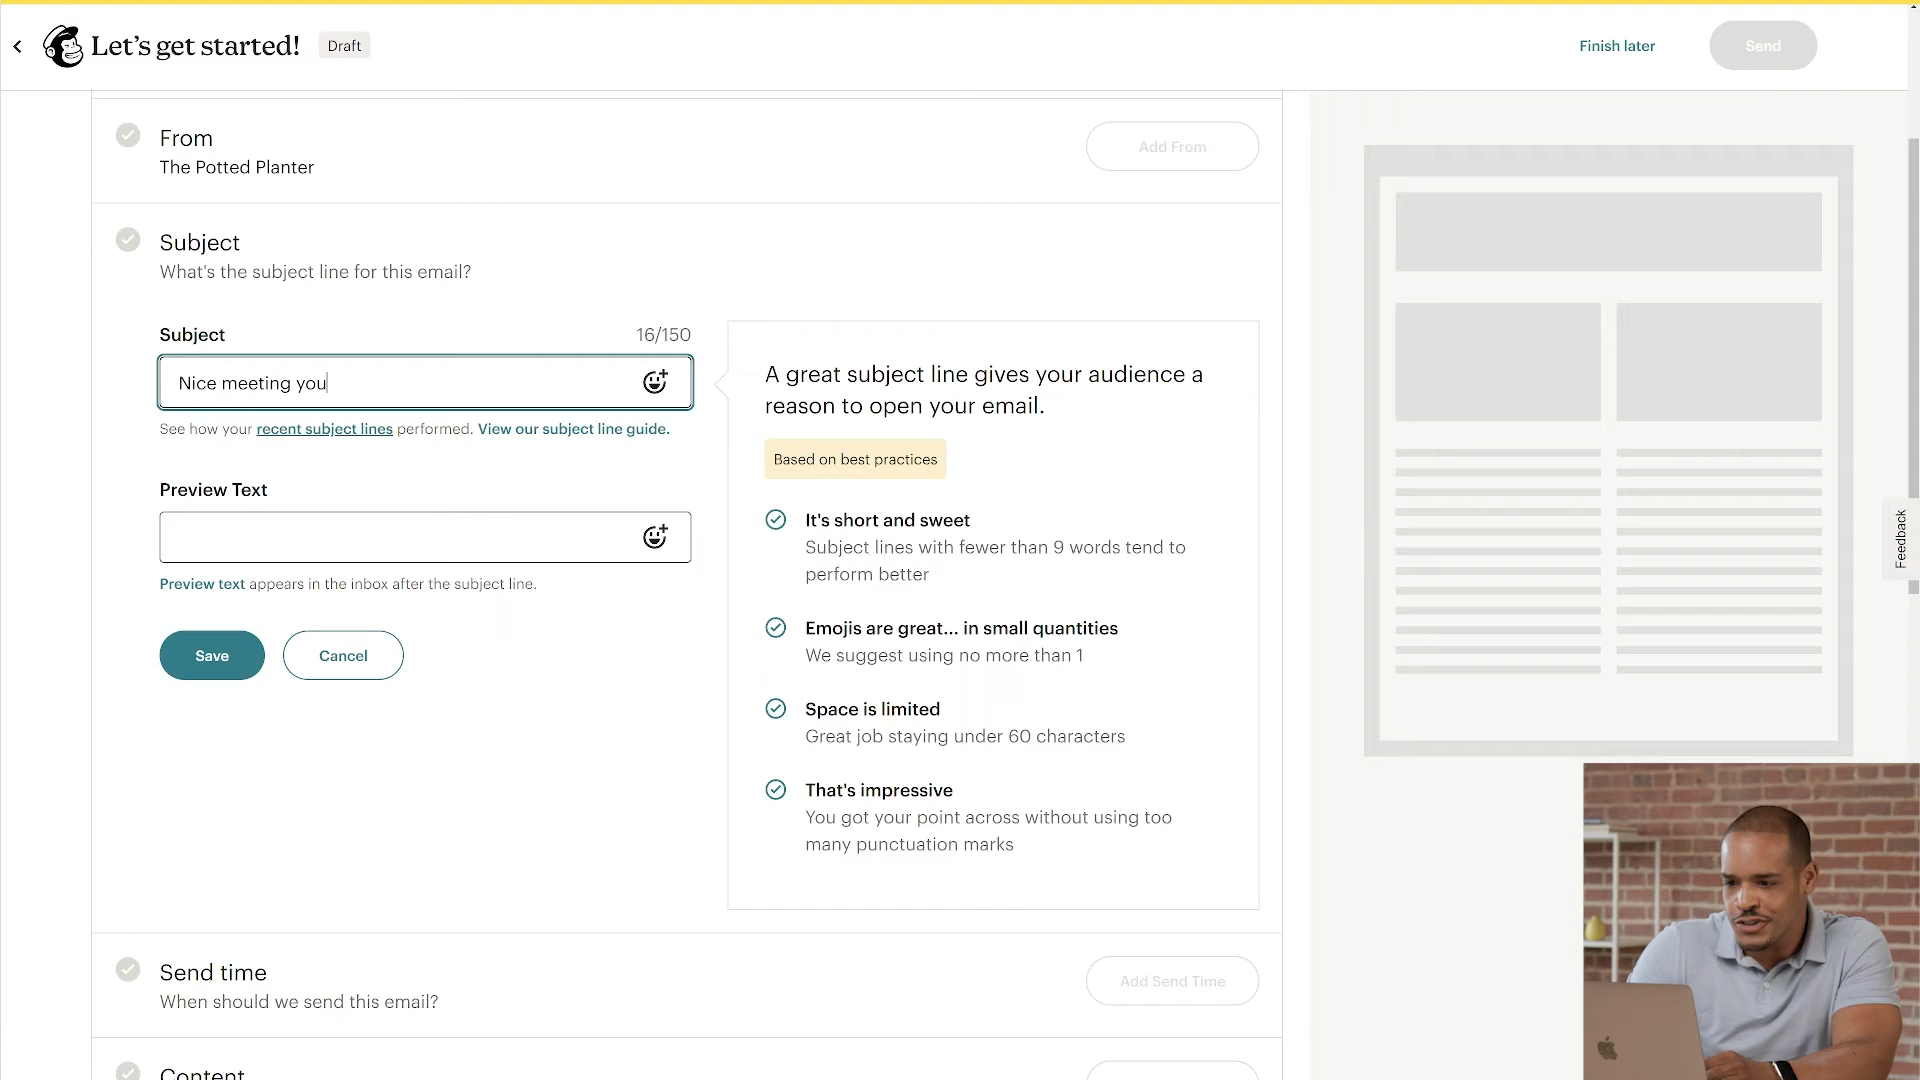 Let's get started!
Draft
Finish later
Send
From
The Potted Planter
Add From
Subject
What's the subject line for this email?
Subject
16/150
Nice meeting you
See how your recent subject lines performed. View our subject line guide.
Preview Text
Preview text appears in the inbox after the subject line.
Save
Cancel
A great subject line gives your audience a
reason to open your email.
Based on best practices
It's short and sweet
Subject lines with fewer than 9 words tend to
perform better
Emojis are great... in small quantities
We suggest using no more than 1
Space is limited
Great job staying under 60 characters
That's impressive
You got your point across without using too
many punctuation marks
Feedback
Send time
When should we send this email?
Add Send Time
Content